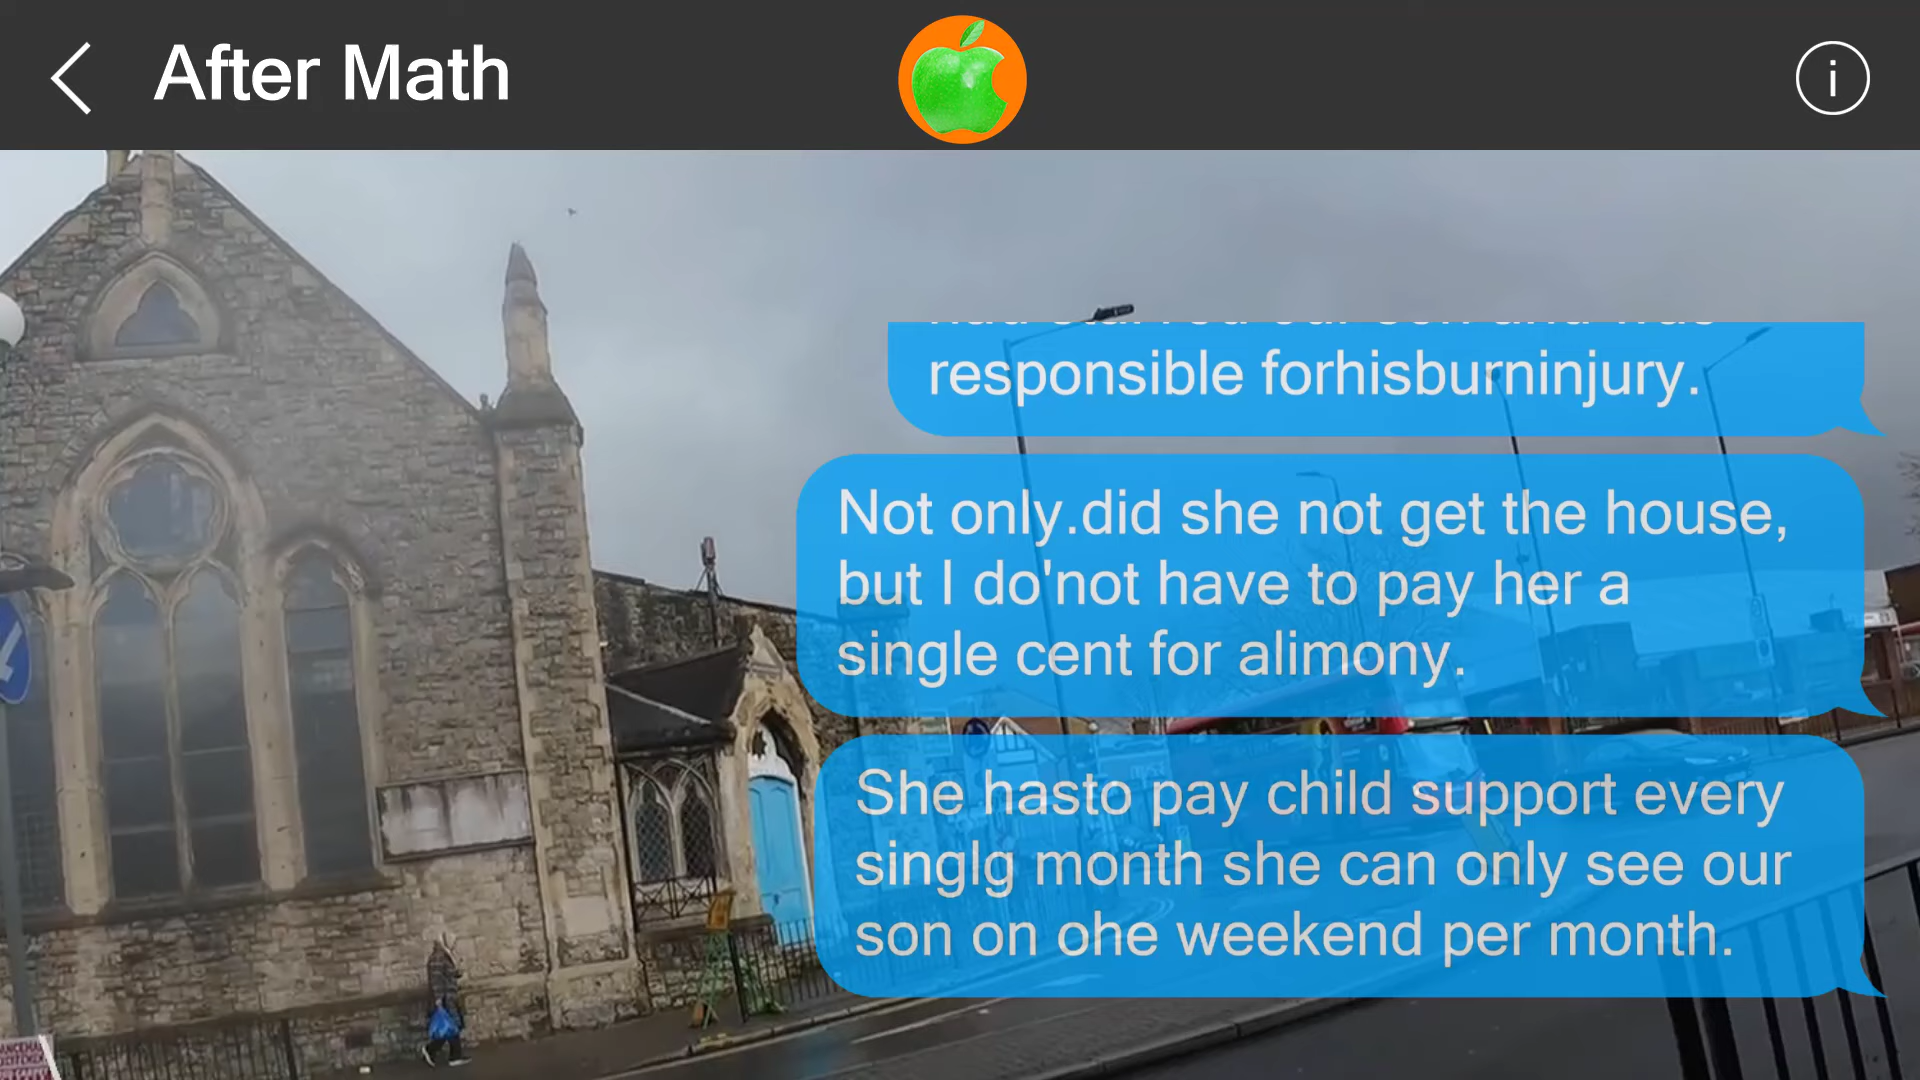 After Math
i
responsible forhisburninjury.
Not only.did she not get the house,
but I do'not have to pay her a
single cent for alimony.
She hasto pay child support every
singlg month she can only see our
son on ohe weekend per month.